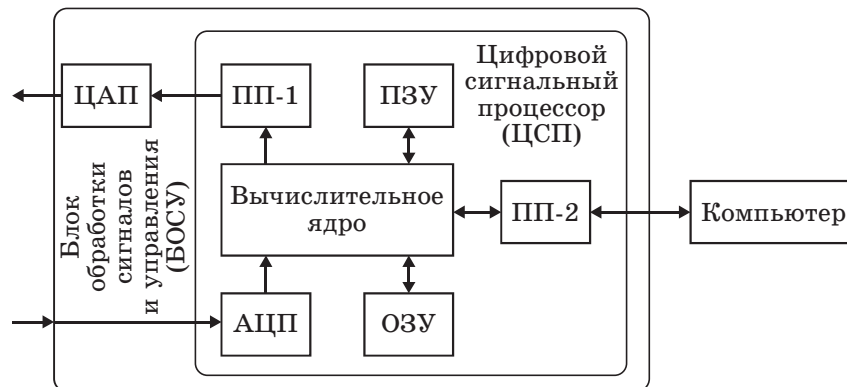 Цифровой
сигнальный
процессор
(ЦСП)
ЦАП
ПП-1
ПЗУ
Блок
обработки
сигналов
и управления
(БОСУ)
Вычислительное
ядро
ПП-2
Компьютер
АЦП
ОЗУ